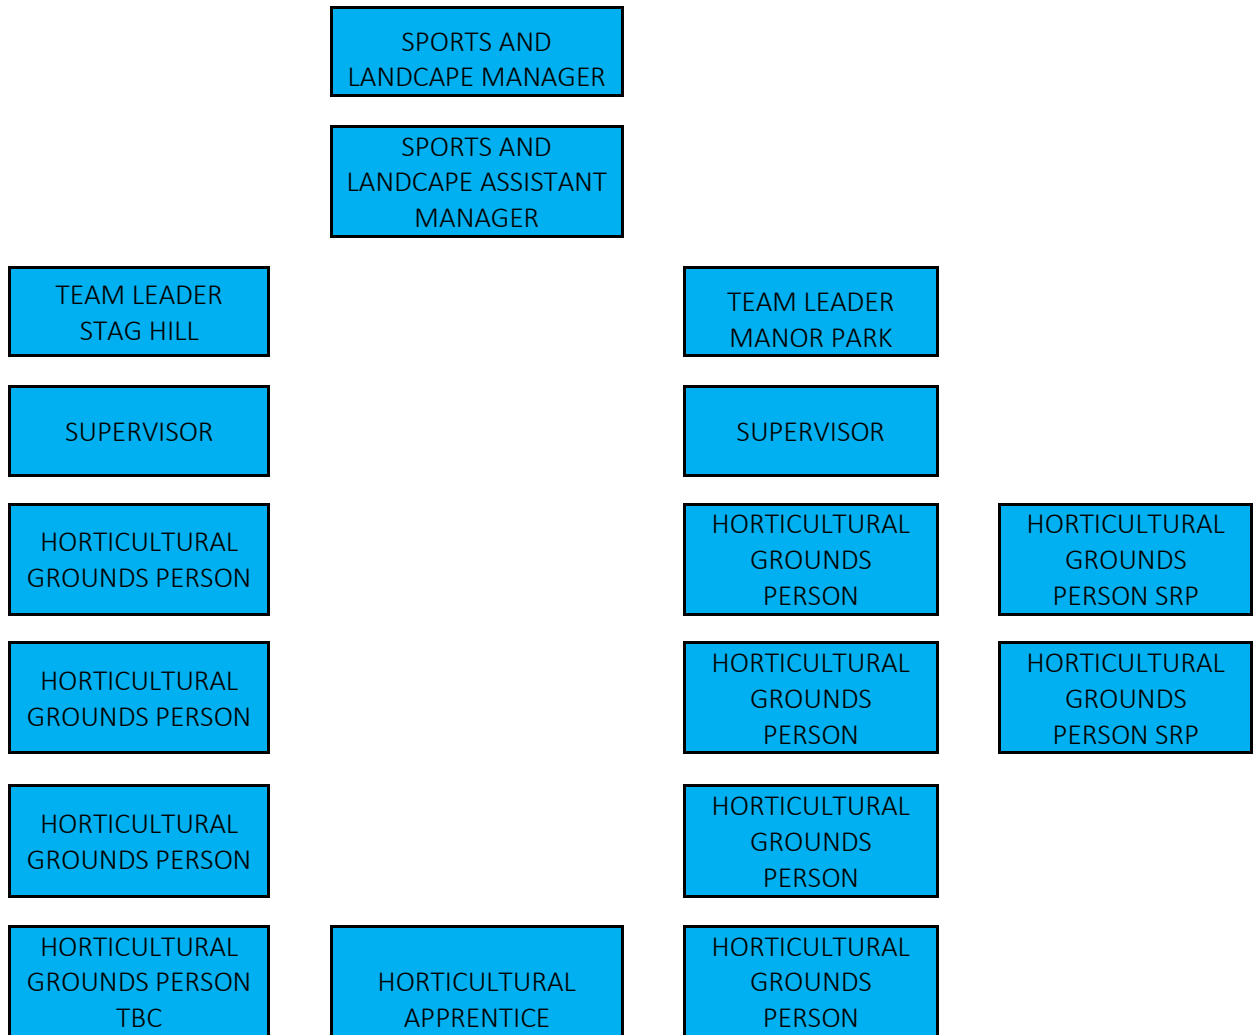 SPORTS AND
LANDCAPE MANAGER
SPORTS AND
LANDCAPE ASSISTANT
MANAGER
TEAM LEADER
STAG HILL
TEAM LEADER
MANOR PARK
SUPERVISOR
SUPERVISOR
HORTICULTURAL
GROUNDS PERSON
HORTICULTURAL
GROUNDS
PERSON
HORTICULTURAL
GROUNDS
PERSON SRP
HORTICULTURAL
GROUNDS PERSON
HORTICULTURAL
GROUNDS
PERSON
HORTICULTURAL
GROUNDS
PERSON SRP
HORTICULTURAL
GROUNDS PERSON
HORTICULTURAL
GROUNDS
PERSON
HORTICULTURAL
GROUNDS PERSON
TBC
HORTICULTURAL
APPRENTICE
HORTICULTURAL
GROUNDS
PERSON